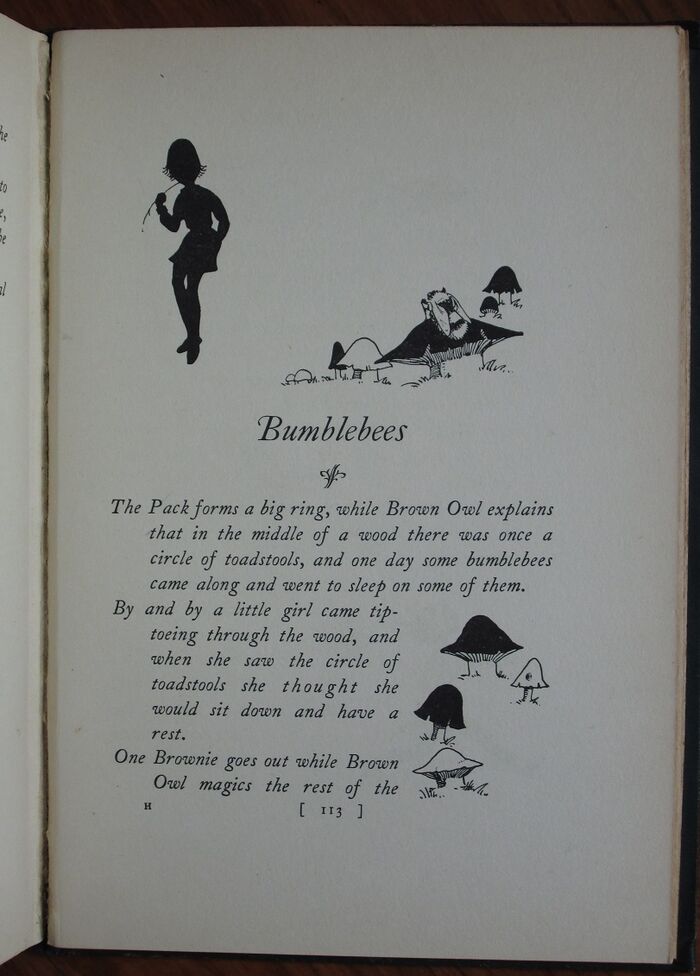 he
to
e,
be
al
Bumblebees
The Pack forms a big ring, while Brown Owl explains
that in the middle of a wood there was once a
circle of toadstools, and one day some bumblebees
came along and went to sleep on some of them.
By and by a little girl came tip-
toeing through the wood, and
when she saw the circle of
toadstools she thought she
would sit down and have a
rest.
One Brownie goes out while Brown
Owl magics the rest of the
H
[ 113 ]